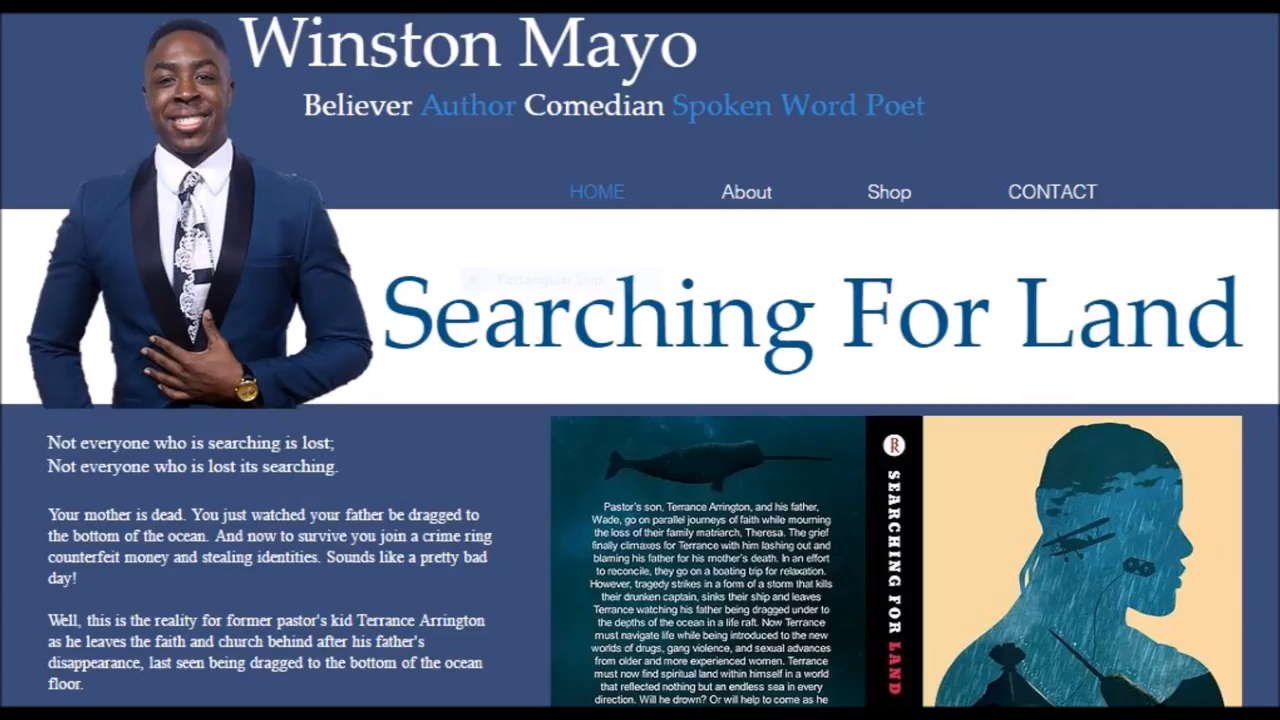 Winston Mayo
Believer Author Comedian Spoken Word Poet
HOME About Shop CONTACT
Rectangular Snip
Searching For Land
Not everyone who is searching is lost;
Not everyone who is lost its searching.
Your mother is dead. You just watched your father be dragged to
the bottom of the ocean. And now to survive you join a crime ring
counterfeit money and stealing identities. Sounds like a pretty bad
day!
Well, this is the reality for former pastor's kid Terrance Arrington
as he leaves the faith and church behind after his father's
disappearance, last seen being dragged to the bottom of the ocean
floor.
Pastor's son, Terrance Arrington, and his father,
Wade, go on parallel journeys of faith while mourning
the loss of their family matriarch, Theresa. The grief
finally climaxes for Terrance with him lashing out and
blaming his father for his mother's death. In an effort
to reconcile, they go on a boating trip for relaxation.
However, tragedy strikes in a form of a storm that kills
their drunken captain, sinks their ship and leaves
Terrance watching his father being dragged under to
the depths of the ocean in a life raft. Now Terrance
must navigate life while being introduced to the new
worlds of drugs, gang violence, and sexual advances
from older and more experienced women. Terrance
must now find spiritual land within himself in a world
that reflected nothing but an endless sea in every
direction. Will he drown? Or will help to come as he
SEARCHING FOR LAND